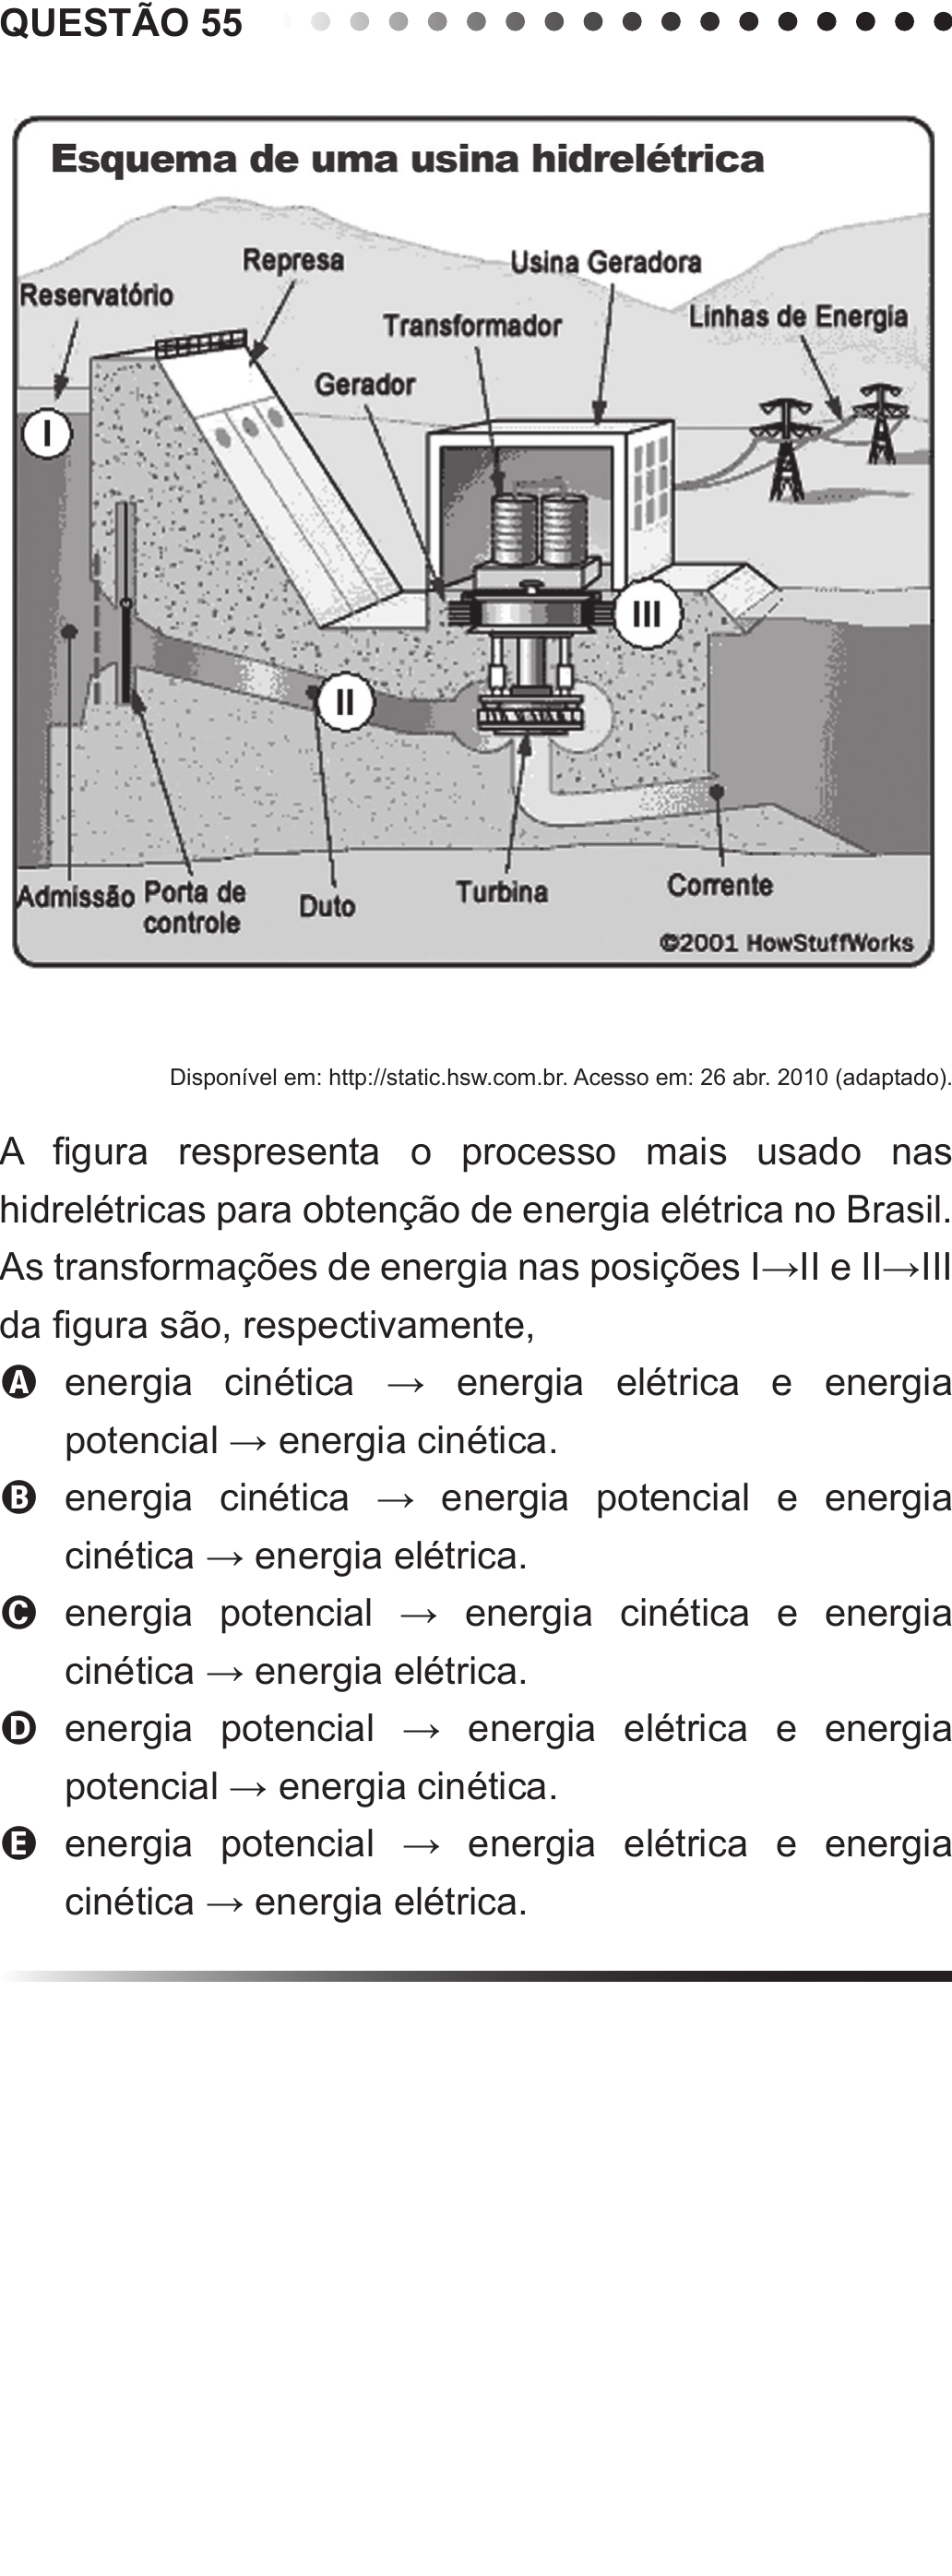 QUESTÃO 55
Esquema de uma usina hidrelétrica
Represa
Usina Geradora
Reservatório
Linhas de Energia
Transformador
Gerador
I
III
II
Admissão
Porta de
controle
Duto
Turbina
Corrente
©2001 HowStuffWorks
Disponível em: http://static.hsw.com.br. Acesso em: 26 abr. 2010 (adaptado).
A figura respresenta o processo mais usado nas
hidrelétricas para obtenção de energia elétrica no Brasil.
As transformações de energia nas posições I→II e II→III
da figura são, respectivamente,
A energia cinética → energia elétrica e energia
potencial → energia cinética.
B energia cinética → energia potencial e energia
cinética → energia elétrica.
C energia potencial → energia cinética e energia
cinética → energia elétrica.
D energia potencial → energia elétrica e energia
potencial → energia cinética.
E energia potencial → energia elétrica e energia
cinética → energia elétrica.